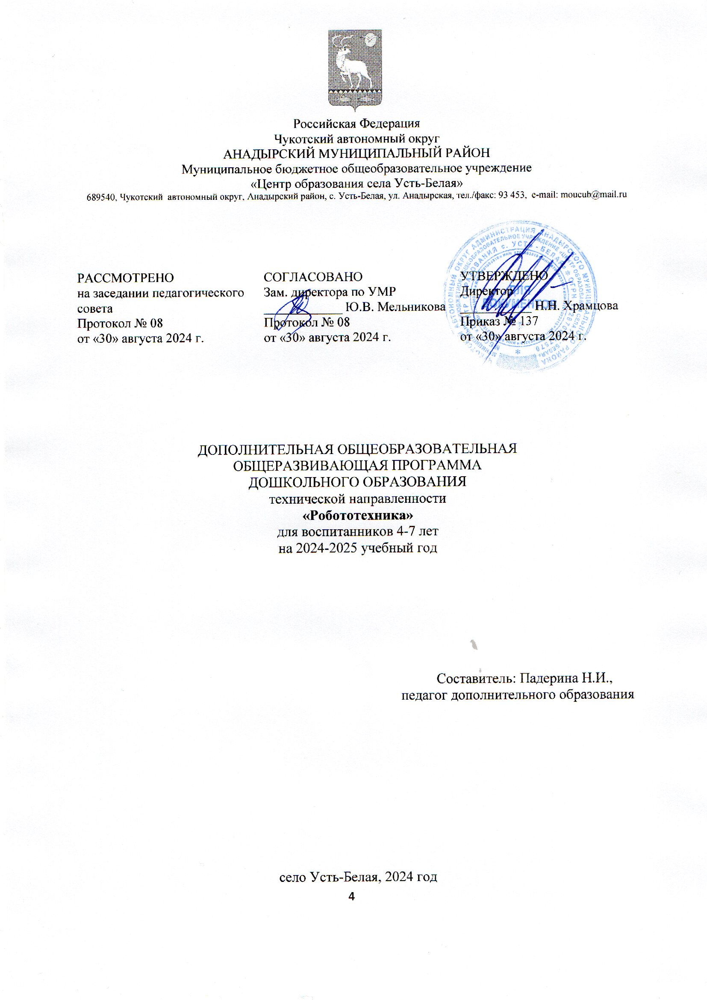 Российская Федерация
Чукотский автономный округ
АНАДЫРСКИЙ МУНИЦИПАЛЬНЫЙ РАЙОН
Муниципальное бюджетное общеобразовательное учреждение
«Центр образования села Усть-Белая»
689540, Чукотский автономный округ, Анадырский район, с. Усть-Белая, ул. Анадырская, тел./факс: 93 453, e-mail: moucub@mail.ru
РАССМОТРЕНО
на заседании педагогического
совета
Протокол № 08
от «30» августа 2024 г.
СОГЛАСОВАНО
Зам. директора по УМР
_____________ Ю.В. Мельникова
Протокол № 08
от «30» августа 2024 г.
УТВЕРЖДЕНО
Директор
____________ Н.Н. Храмцова
Приказ № 137
от «30» августа 2024 г.
ДЛЯ
ДОКУМЕНТОВ
ДОПОЛНИТЕЛЬНАЯ ОБЩЕОБРАЗОВАТЕЛЬНАЯ
ОБЩЕРАЗВИВАЮЩАЯ ПРОГРАММА
ДОШКОЛЬНОГО ОБРАЗОВАНИЯ
технической направленности
«Робототехника»
для воспитанников 4-7 лет
на 2024-2025 учебный год
Составитель: Падерина Н.И.,
педагог дополнительного образования
село Усть-Белая, 2024 год
4